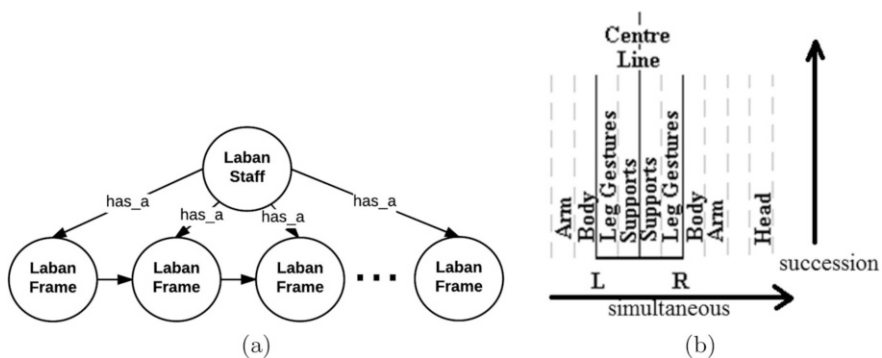 Laban
Staff
has_a
has_a
has_a
has_a
Laban
Frame
Laban
Frame
Laban
Frame
Laban
Frame
(a)
Centre
Line
Arm
Body
Leg Gestures
Supports
Supports
Leg Gestures
Body
Arm
Head
L
R
simultaneous
succession
(b)